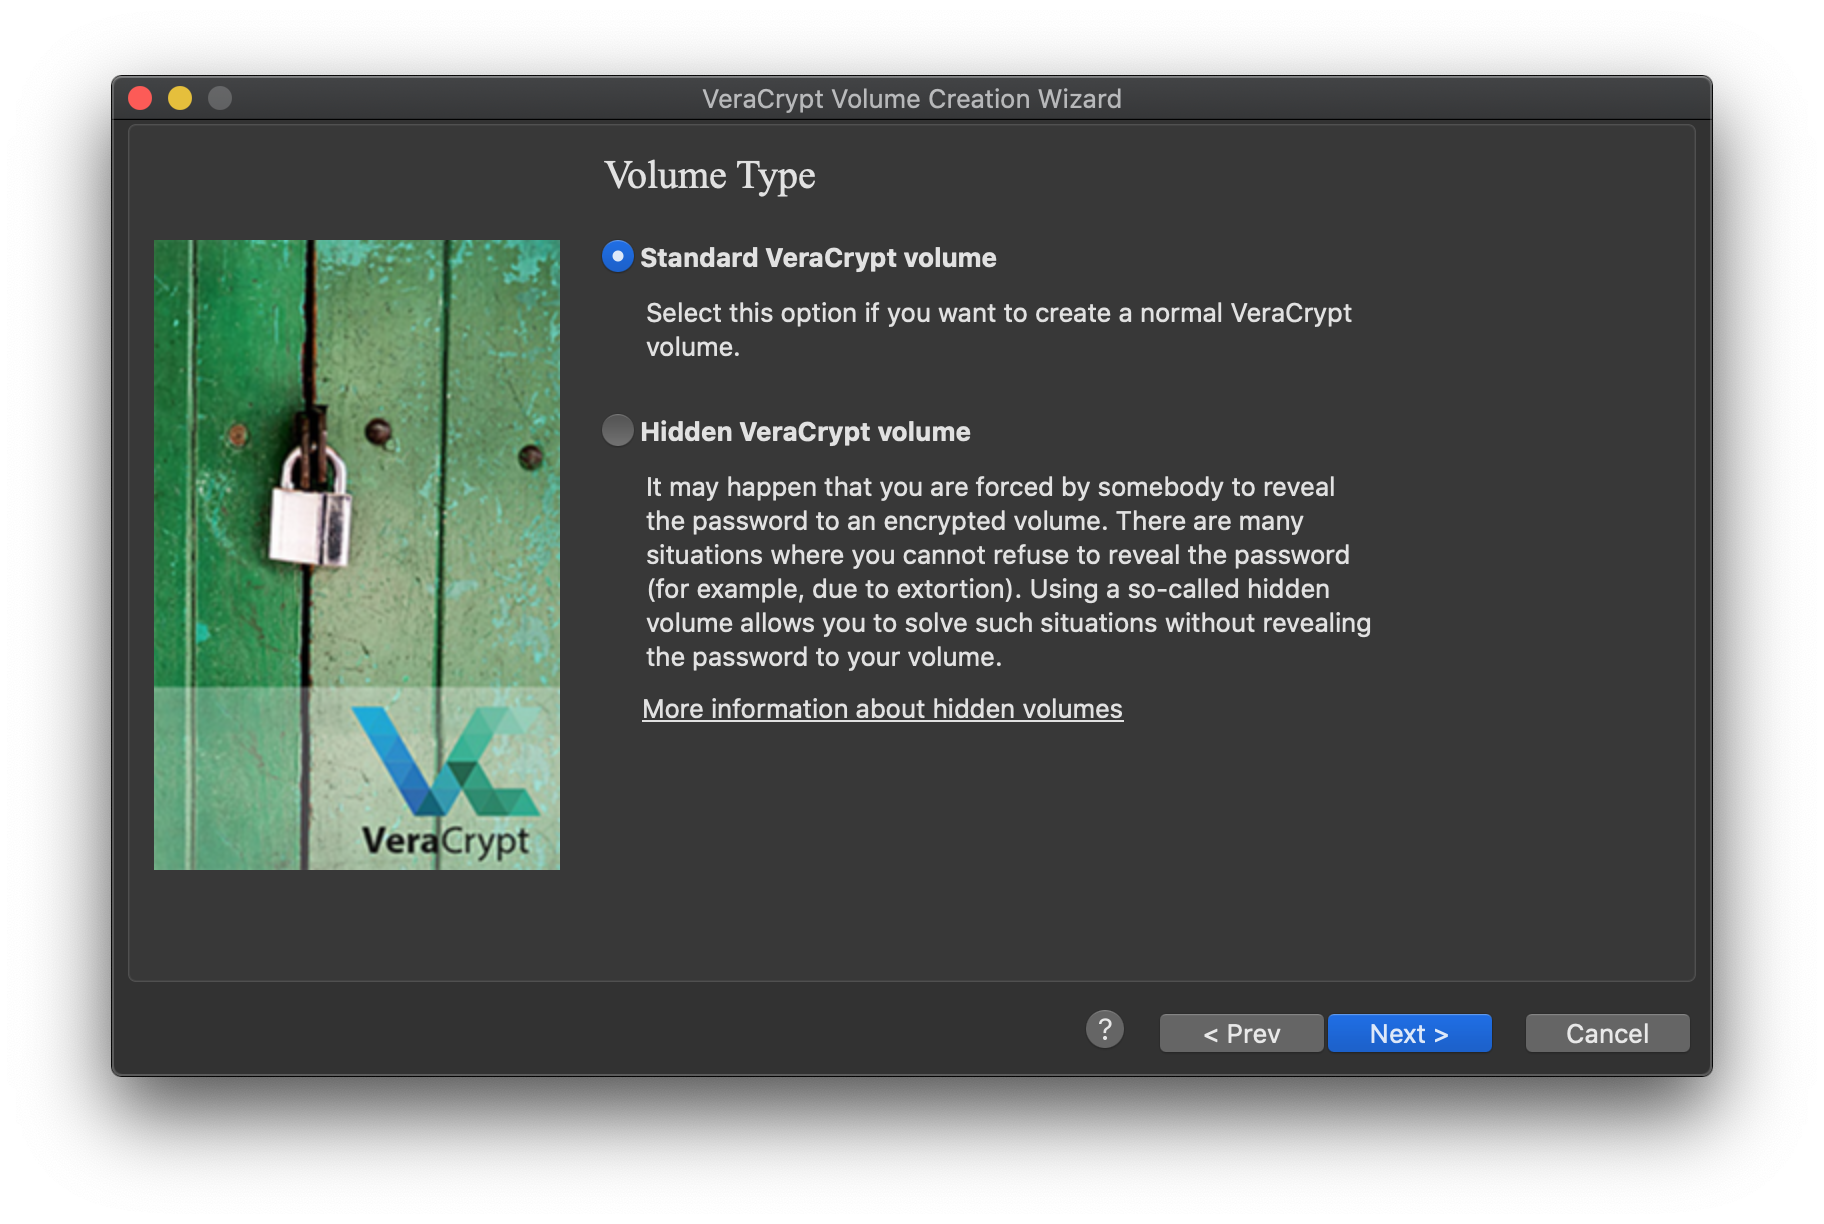 VeraCrypt Volume Creation Wizard
Volume Type
Standard VeraCrypt volume
Select this option if you want to create a normal VeraCrypt
volume.
Hidden VeraCrypt volume
It may happen that you are forced by somebody to reveal
the password to an encrypted volume. There are many
situations where you cannot refuse to reveal the password
(for example, due to extortion). Using a so-called hidden
volume allows you to solve such situations without revealing
the password to your volume.
More information about hidden volumes
VeraCrypt
?
< Prev
Next >
Cancel